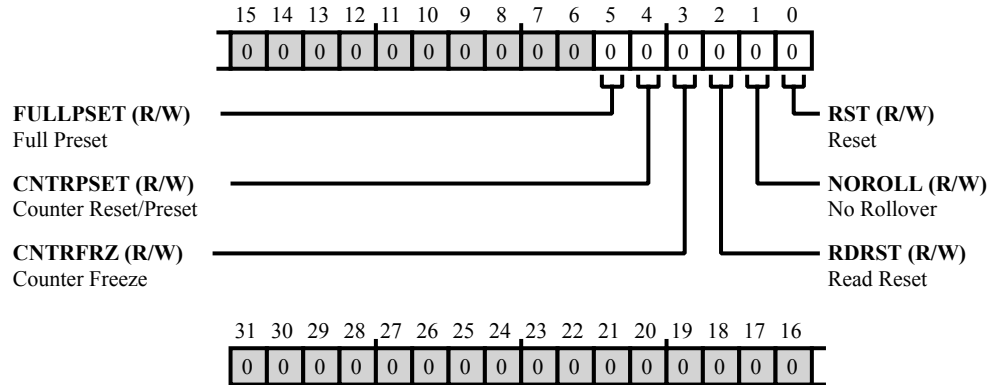 15 14 13 12 11 10 9 8 7 6 5 4 3 2 1 0
0 0 0 0 0 0 0 0 0 0 0 0 0 0 0 0
FULLPSET (R/W)
Full Preset
CNTRPSET (R/W)
Counter Reset/Preset
CNTRFRZ (R/W)
Counter Freeze
RST (R/W)
Reset
NOROLL (R/W)
No Rollover
RDRST (R/W)
Read Reset
31 30 29 28 27 26 25 24 23 22 21 20 19 18 17 16
0 0 0 0 0 0 0 0 0 0 0 0 0 0 0 0